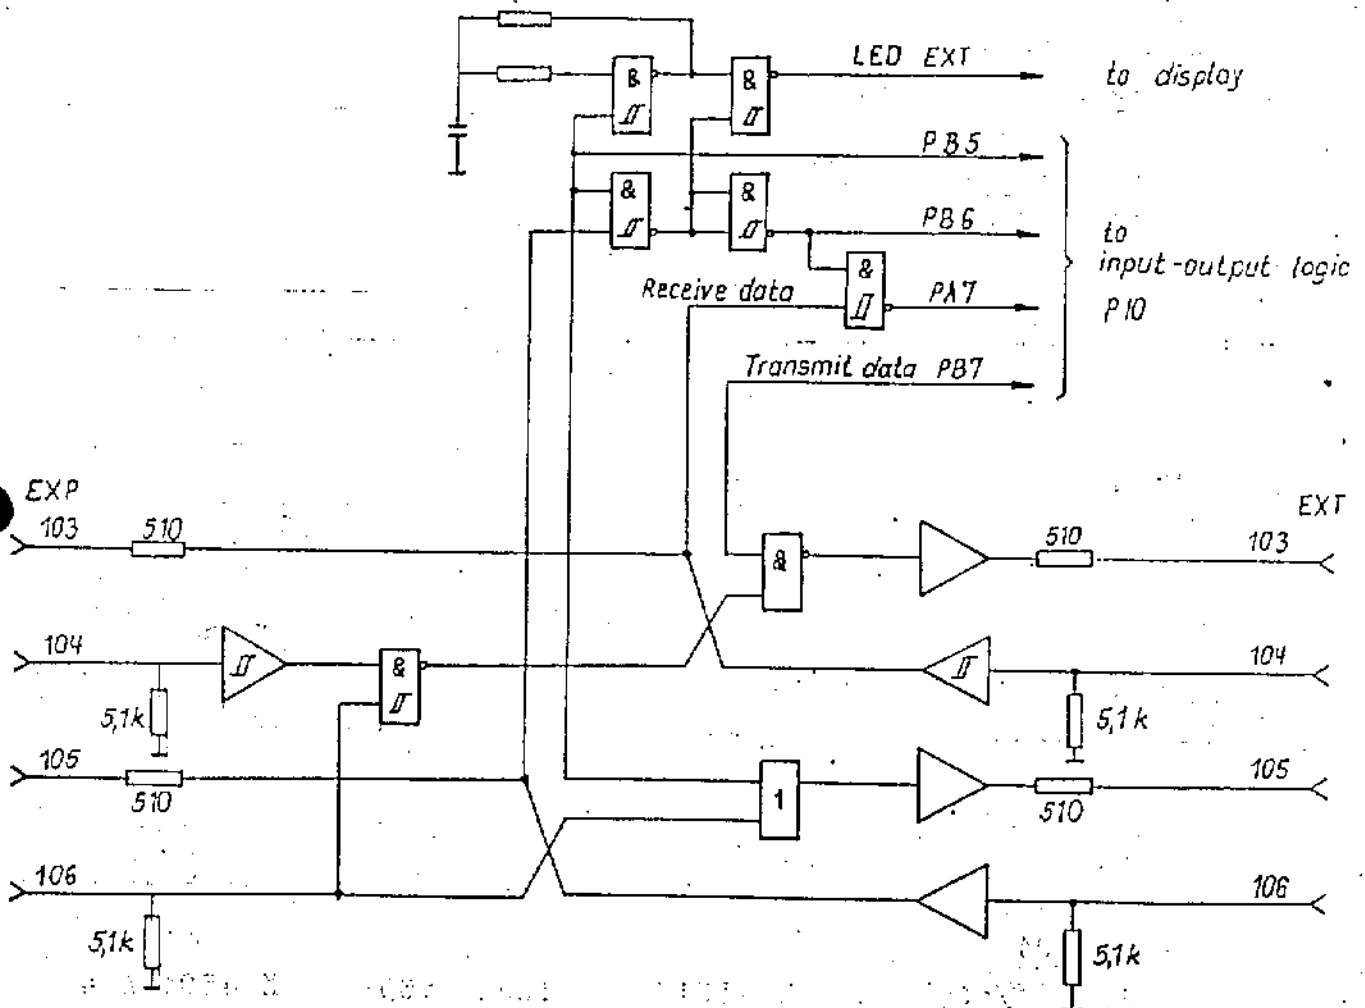 LED EXT
to display
&
&
PB5
&
&
PB6
to
input-output logic
P10
&
Receive data
PA7
Transmit data PB7
EXP
EXT
103
510
&
510
103
104
&
104
5,1k
5,1k
105
510
1
510
105
106
106
5,1k
5,1k